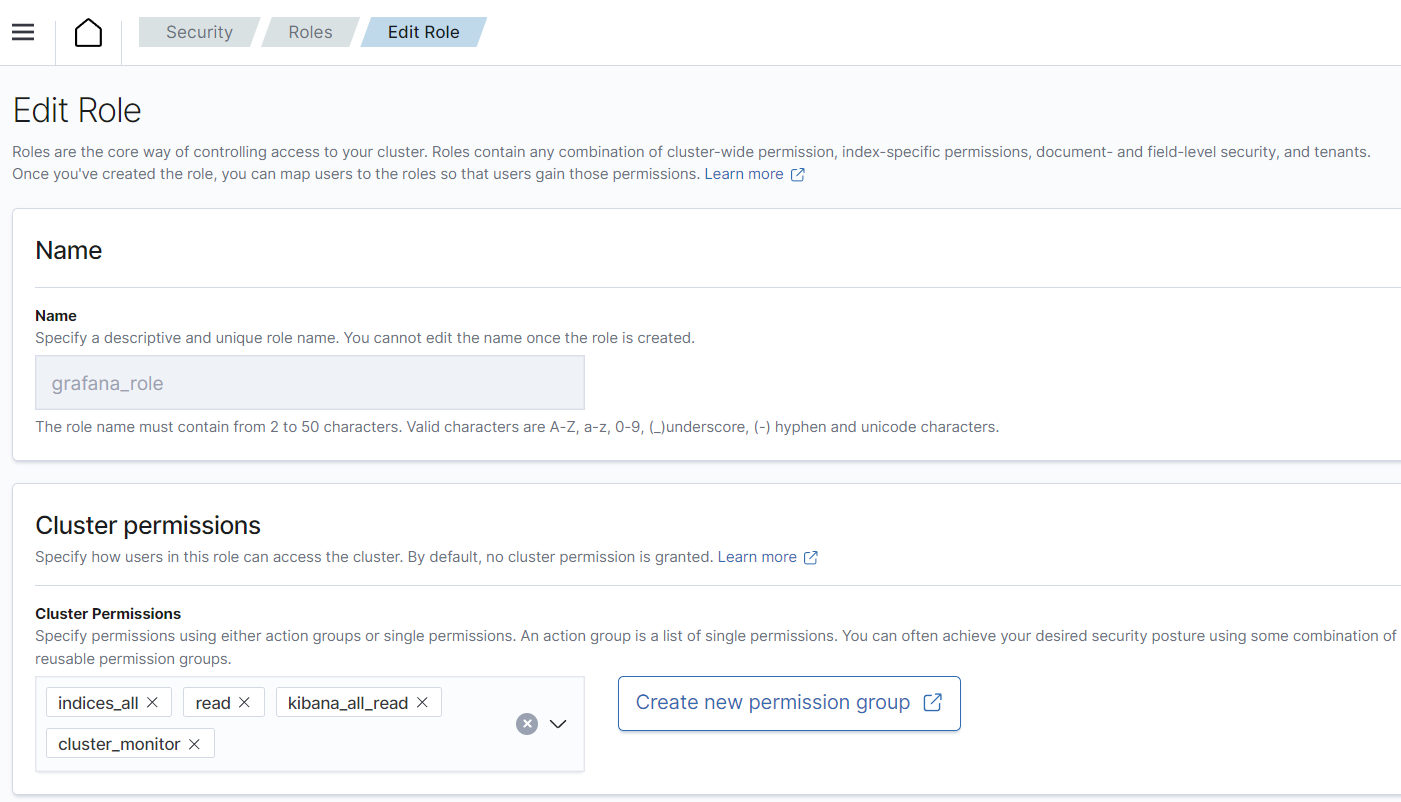 Security Roles Edit Role
Edit Role
Roles are the core way of controlling access to your cluster. Roles contain any combination of cluster-wide permission, index-specific permissions, document- and field-level security, and tenants.
Once you've created the role, you can map users to the roles so that users gain those permissions. Learn more
Name
Name
Specify a descriptive and unique role name. You cannot edit the name once the role is created.
grafana_role
The role name must contain from 2 to 50 characters. Valid characters are A-Z, a-z, 0-9, (_)underscore, (-) hyphen and unicode characters.
Cluster permissions
Specify how users in this role can access the cluster. By default, no cluster permission is granted. Learn more
Cluster Permissions
Specify permissions using either action groups or single permissions. An action group is a list of single permissions. You can often achieve your desired security posture using some combination of
reusable permission groups.
indices_all read kibana_all_read
cluster_monitor
Create new permission group